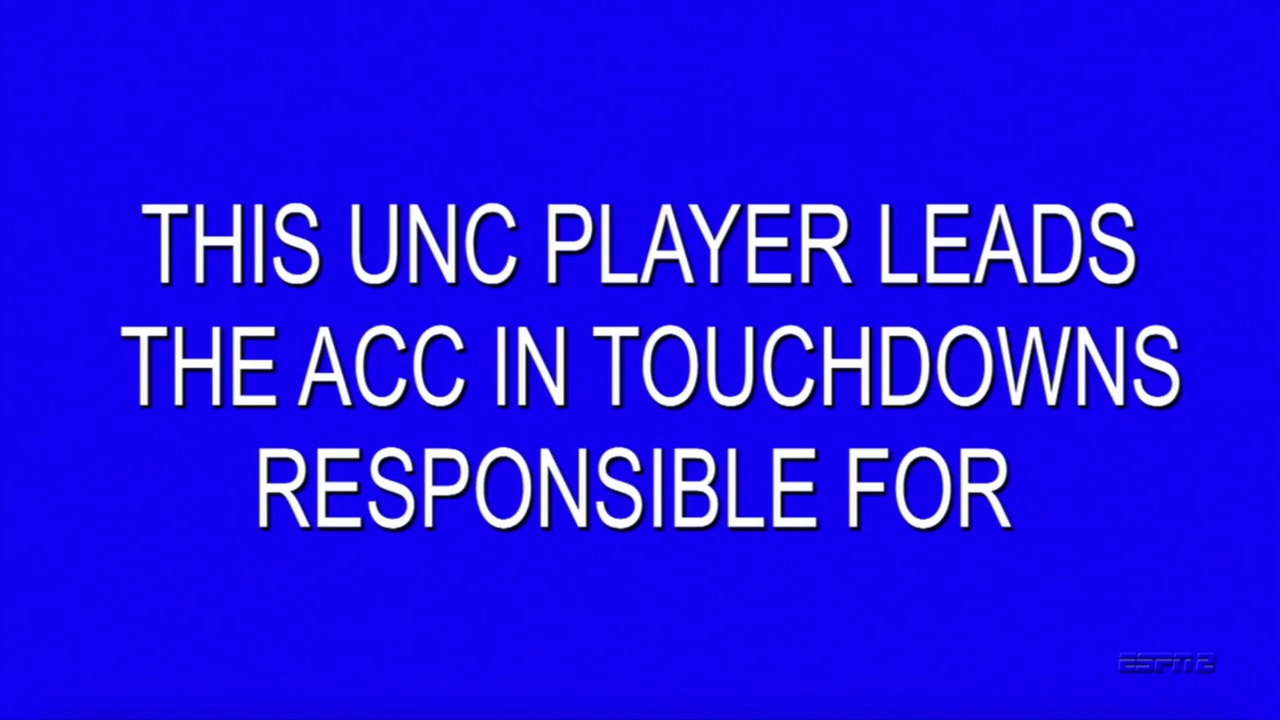 THIS UNC PLAYER LEADS
THE ACC IN TOUCHDOWNS
RESPONSIBLE FOR
ESPN2